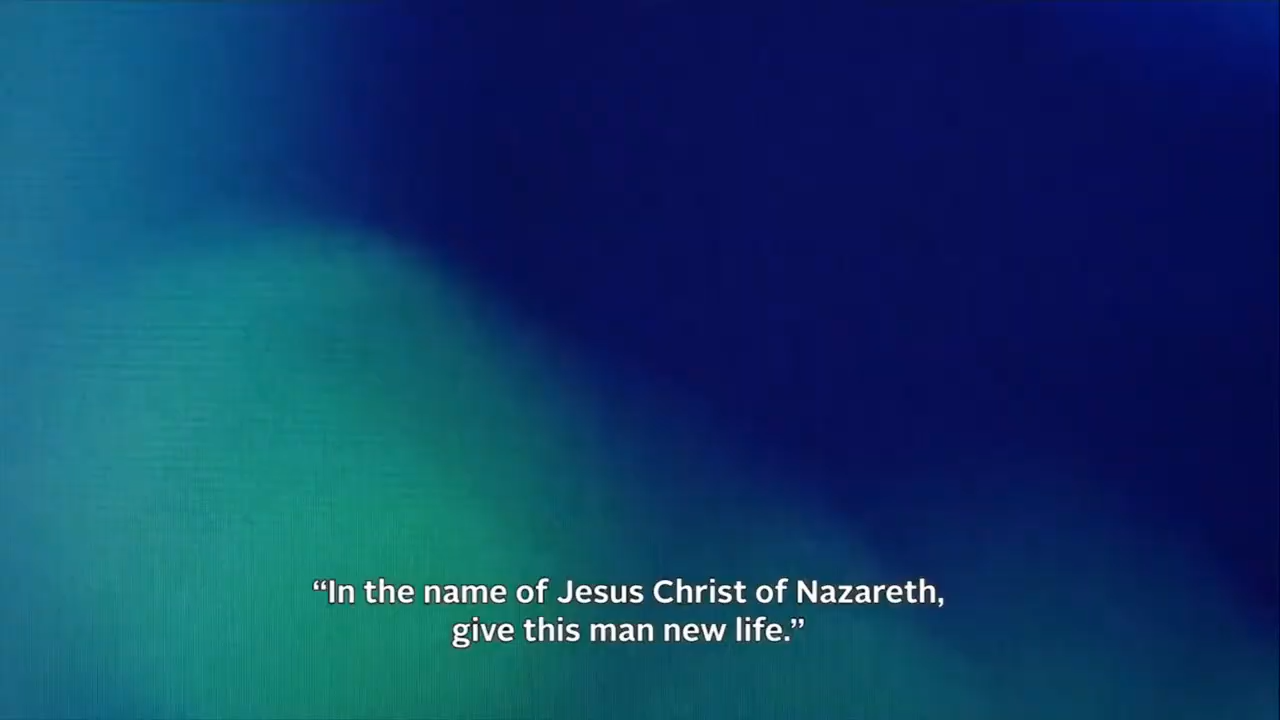 “In the name of Jesus Christ of Nazareth,
give this man new life.”